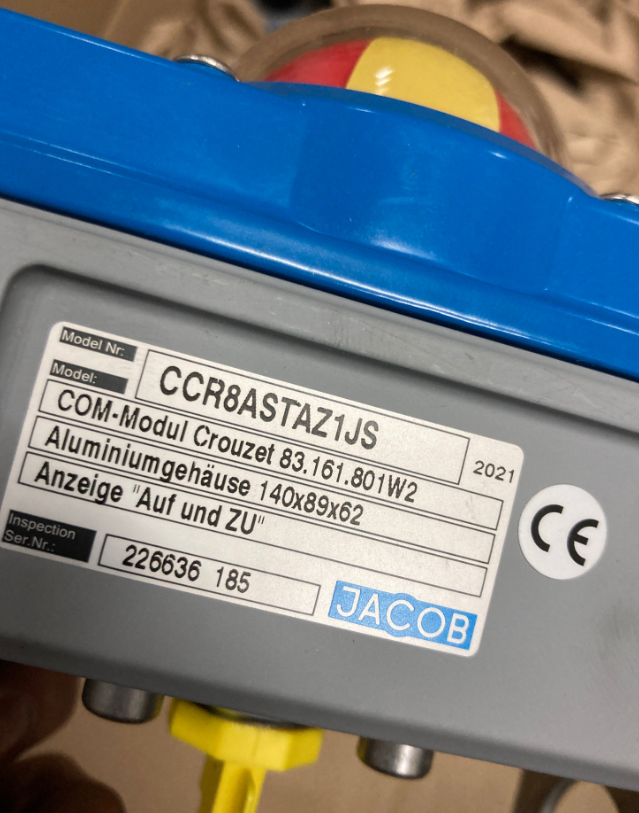 Model Nr:
CCR8ASTAZ1JS
2021
Model:
COM-Modul Crouzet 83.161.801W2
Aluminiumgehäuse 140x89x62
Anzeige "Auf und ZU"
Inspection
Ser.Nr.:
226636 185
JACOB
CE